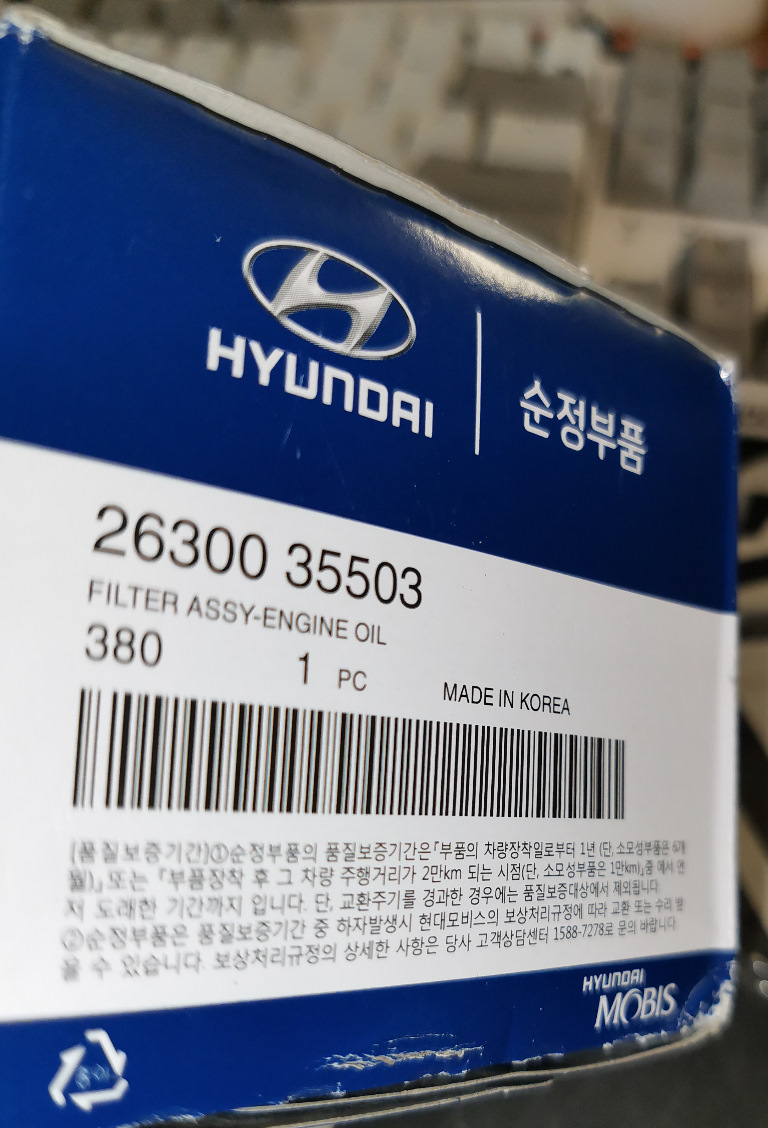 HYUNDAI
순정부품
26300 35503
FILTER ASSY-ENGINE OIL
380 1 PC
MADE IN KOREA
[품질보증기간]①순정부품의 품질보증기간은「부품의 차량장착일로부터 1년 (단, 소모성부품은 6개
월)」또는 「부품장착 후 그 차량 주행거리가 2만km 되는 시점(단, 소모성부품은 1만km)」중 에서 먼
저 도래한 기간까지 입니다. 단, 교환주기를 경과한 경우에는 품질보증대상에서 제외됩니다.
②순정부품은 품질보증기간 중 하자발생시 현대모비스의 보상처리규정에 따라 교환 또는 수리 받
을 수 있습니다. 보상처리규정의 상세한 사항은 당사 고객상담센터 1588-7278로 문의 바랍니다.
HYUNDAI
MOBIS
종이